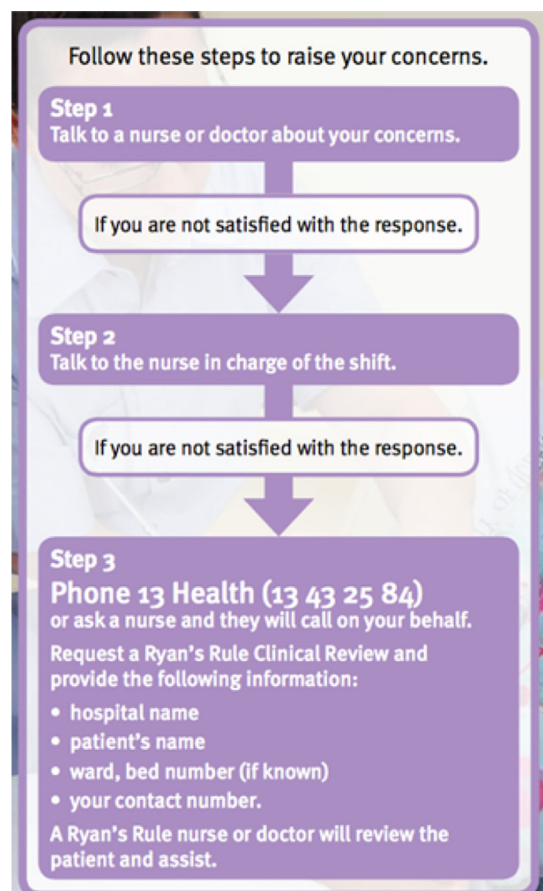 Follow these steps to raise your concerns.
Step 1
Talk to a nurse or doctor about your concerns.
If you are not satisfied with the response.
Step 2
Talk to the nurse in charge of the shift.
If you are not satisfied with the response.
Step 3
Phone 13 Health (13 43 25 84)
or ask a nurse and they will call on your behalf.
Request a Ryan's Rule Clinical Review and
provide the following information:
• hospital name
• patient's name
• ward, bed number (if known)
• your contact number.
A Ryan's Rule nurse or doctor will review the
patient and assist.